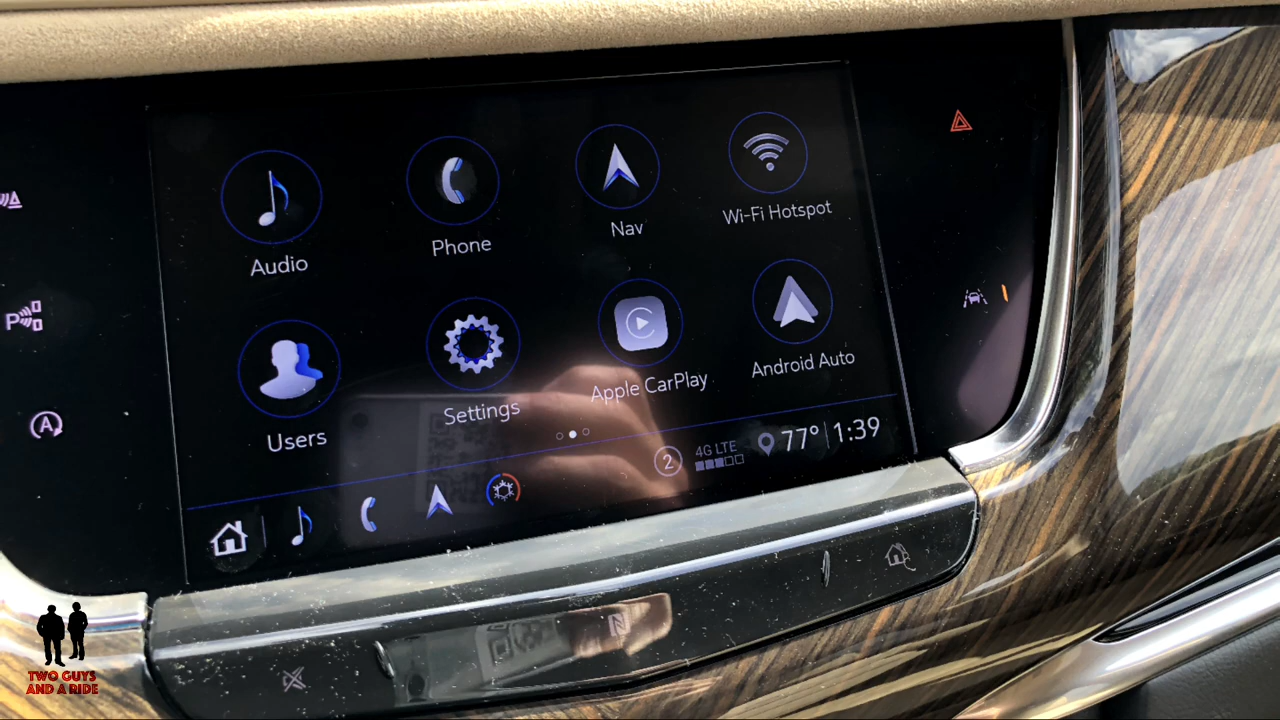 Audio
Phone
Nav
Wi-Fi Hotspot
Users
Settings
Apple CarPlay
Android Auto
2
4G LTE
77°
1:39
P
A
TWO GUYS
AND A RIDE